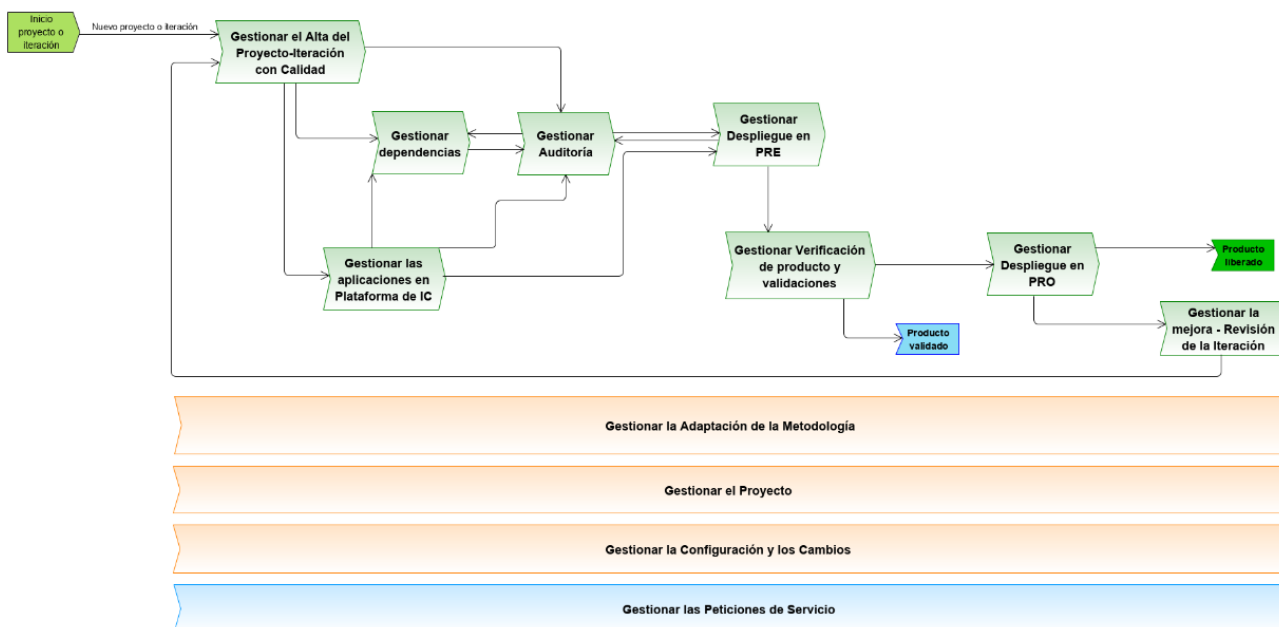 Inicio
proyecto o
iteración
Nuevo proyecto o iteración
Gestionar el Alta del
Proyecto-Iteración
con Calidad
Gestionar
dependencias
Gestionar
Auditoría
Gestionar
Despliegue en
PRE
Gestionar las
aplicaciones en
Plataforma de IC
Gestionar Verificación
de producto y
validaciones
Gestionar
Despliegue en
PRO
Producto
liberado
Producto
validado
Gestionar la
mejora - Revisión
de la Iteración
Gestionar la Adaptación de la Metodología
Gestionar el Proyecto
Gestionar la Configuración y los Cambios
Gestionar las Peticiones de Servicio